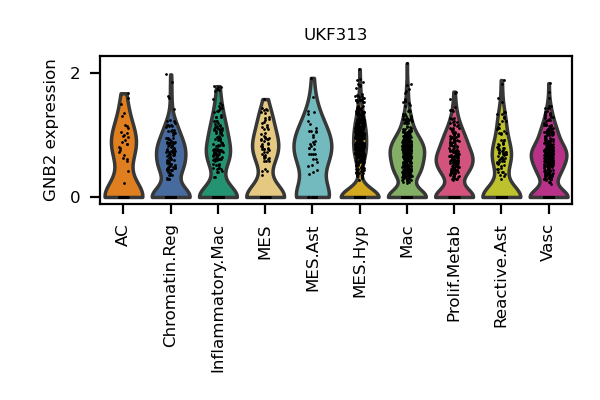 UKF313
GNB2 expression
2
0
AC
Chromatin.Reg
Inflammatory.Mac
MES
MES.Ast
MES.Hyp
Mac
Prolif.Metab
Reactive.Ast
Vasc